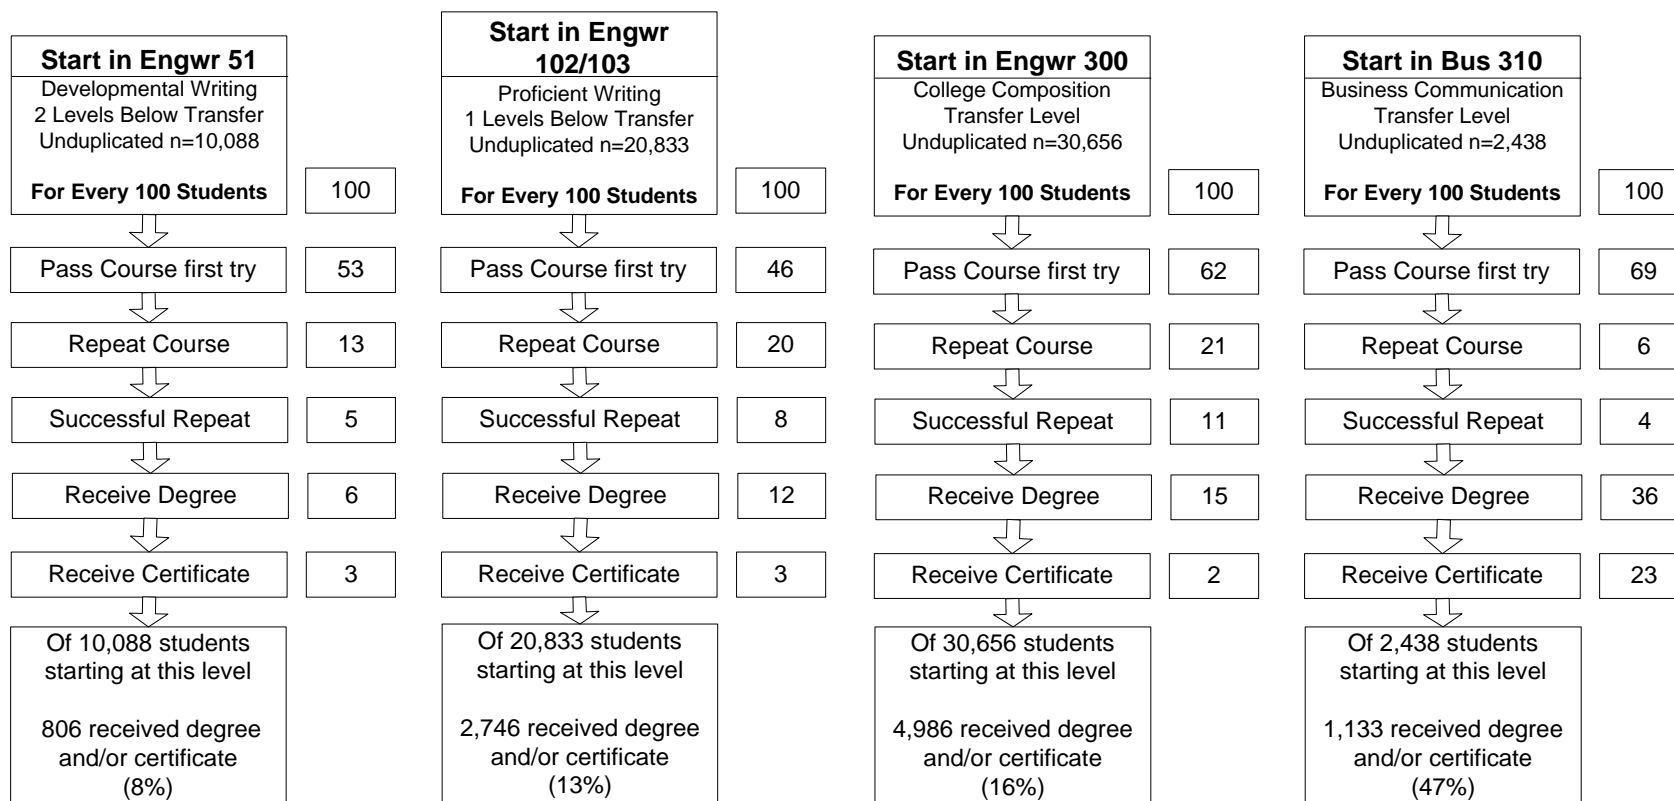 Start in Engwr 51
Developmental Writing
2 Levels Below Transfer
Unduplicated n=10,088
For Every 100 Students
100
Pass Course first try
53
Repeat Course
13
Successful Repeat
5
Receive Degree
6
Receive Certificate
3
Of 10,088 students
starting at this level
806 received degree
and/or certificate
(8%)
Start in Engwr
102/103
Proficient Writing
1 Levels Below Transfer
Unduplicated n=20,833
For Every 100 Students
100
Pass Course first try
46
Repeat Course
20
Successful Repeat
8
Receive Degree
12
Receive Certificate
3
Of 20,833 students
starting at this level
2,746 received degree
and/or certificate
(13%)
Start in Engwr 300
College Composition
Transfer Level
Unduplicated n=30,656
For Every 100 Students
100
Pass Course first try
62
Repeat Course
21
Successful Repeat
11
Receive Degree
15
Receive Certificate
2
Of 30,656 students
starting at this level
4,986 received degree
and/or certificate
(16%)
Start in Bus 310
Business Communication
Transfer Level
Unduplicated n=2,438
For Every 100 Students
100
Pass Course first try
69
Repeat Course
6
Successful Repeat
4
Receive Degree
36
Receive Certificate
23
Of 2,438 students
starting at this level
1,133 received degree
and/or certificate
(47%)